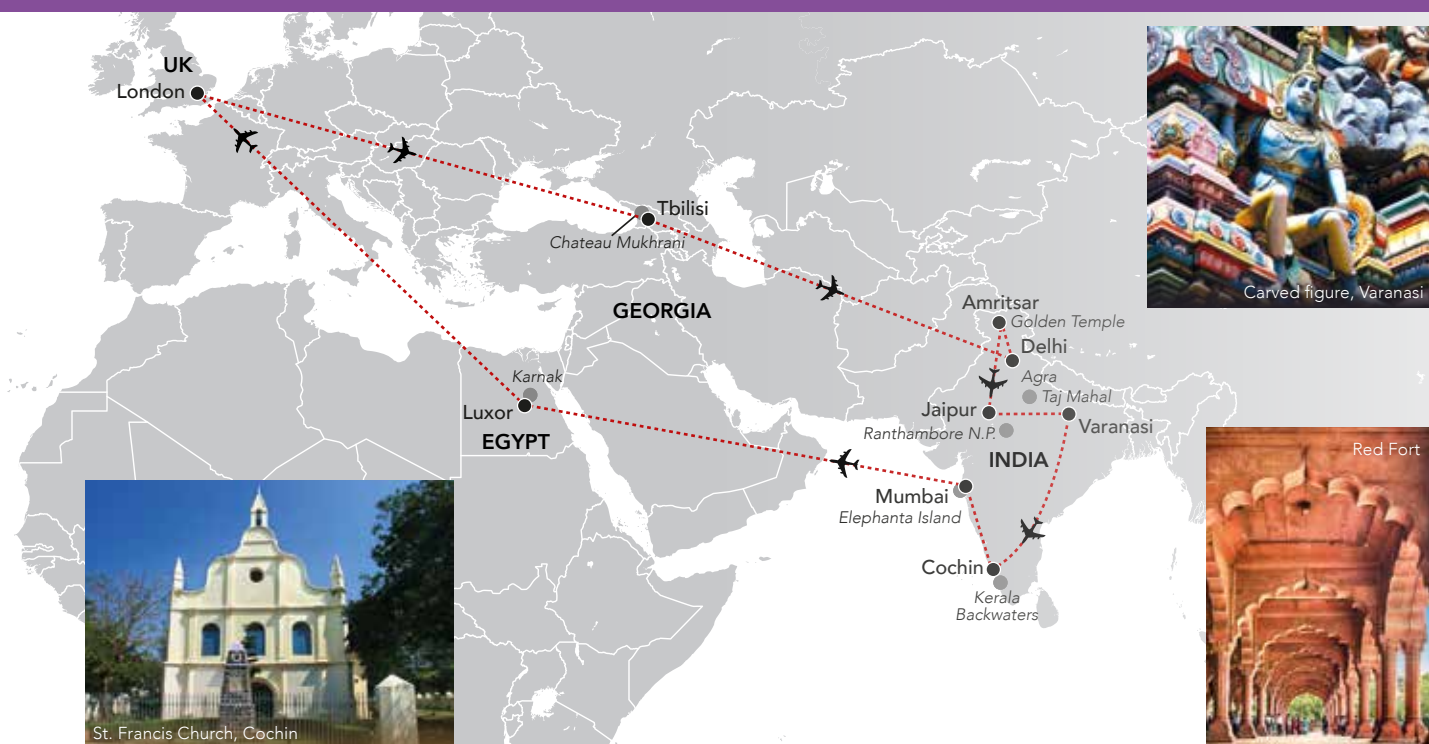 UK
London
Tbilisi
Chateau Mukhrani
GEORGIA
Carved figure, Varanasi
Amritsar
Golden Temple
Delhi
Agra
Taj Mahal
Karnak
Luxor
EGYPT
Jaipur
Varanasi
Ranthambore N.P.
INDIA
Red Fort
Mumbai
Elephanta Island
Cochin
Kerala
Backwaters
St. Francis Church, Cochin